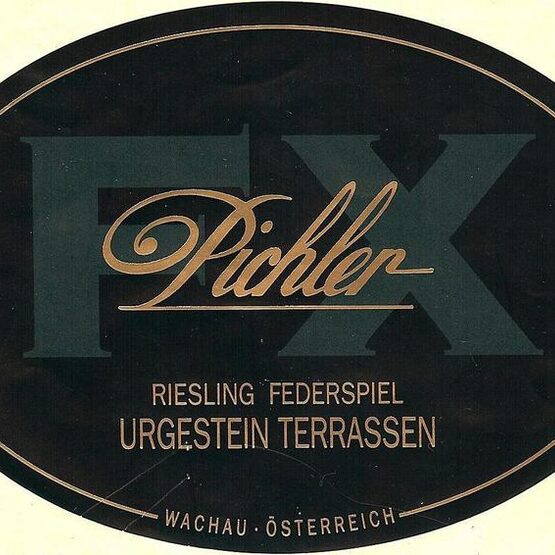 FX
Pichler
RIESLING FEDERSPIEL
URGESTEIN TERRASSEN
WACHAU · ÖSTERREICH